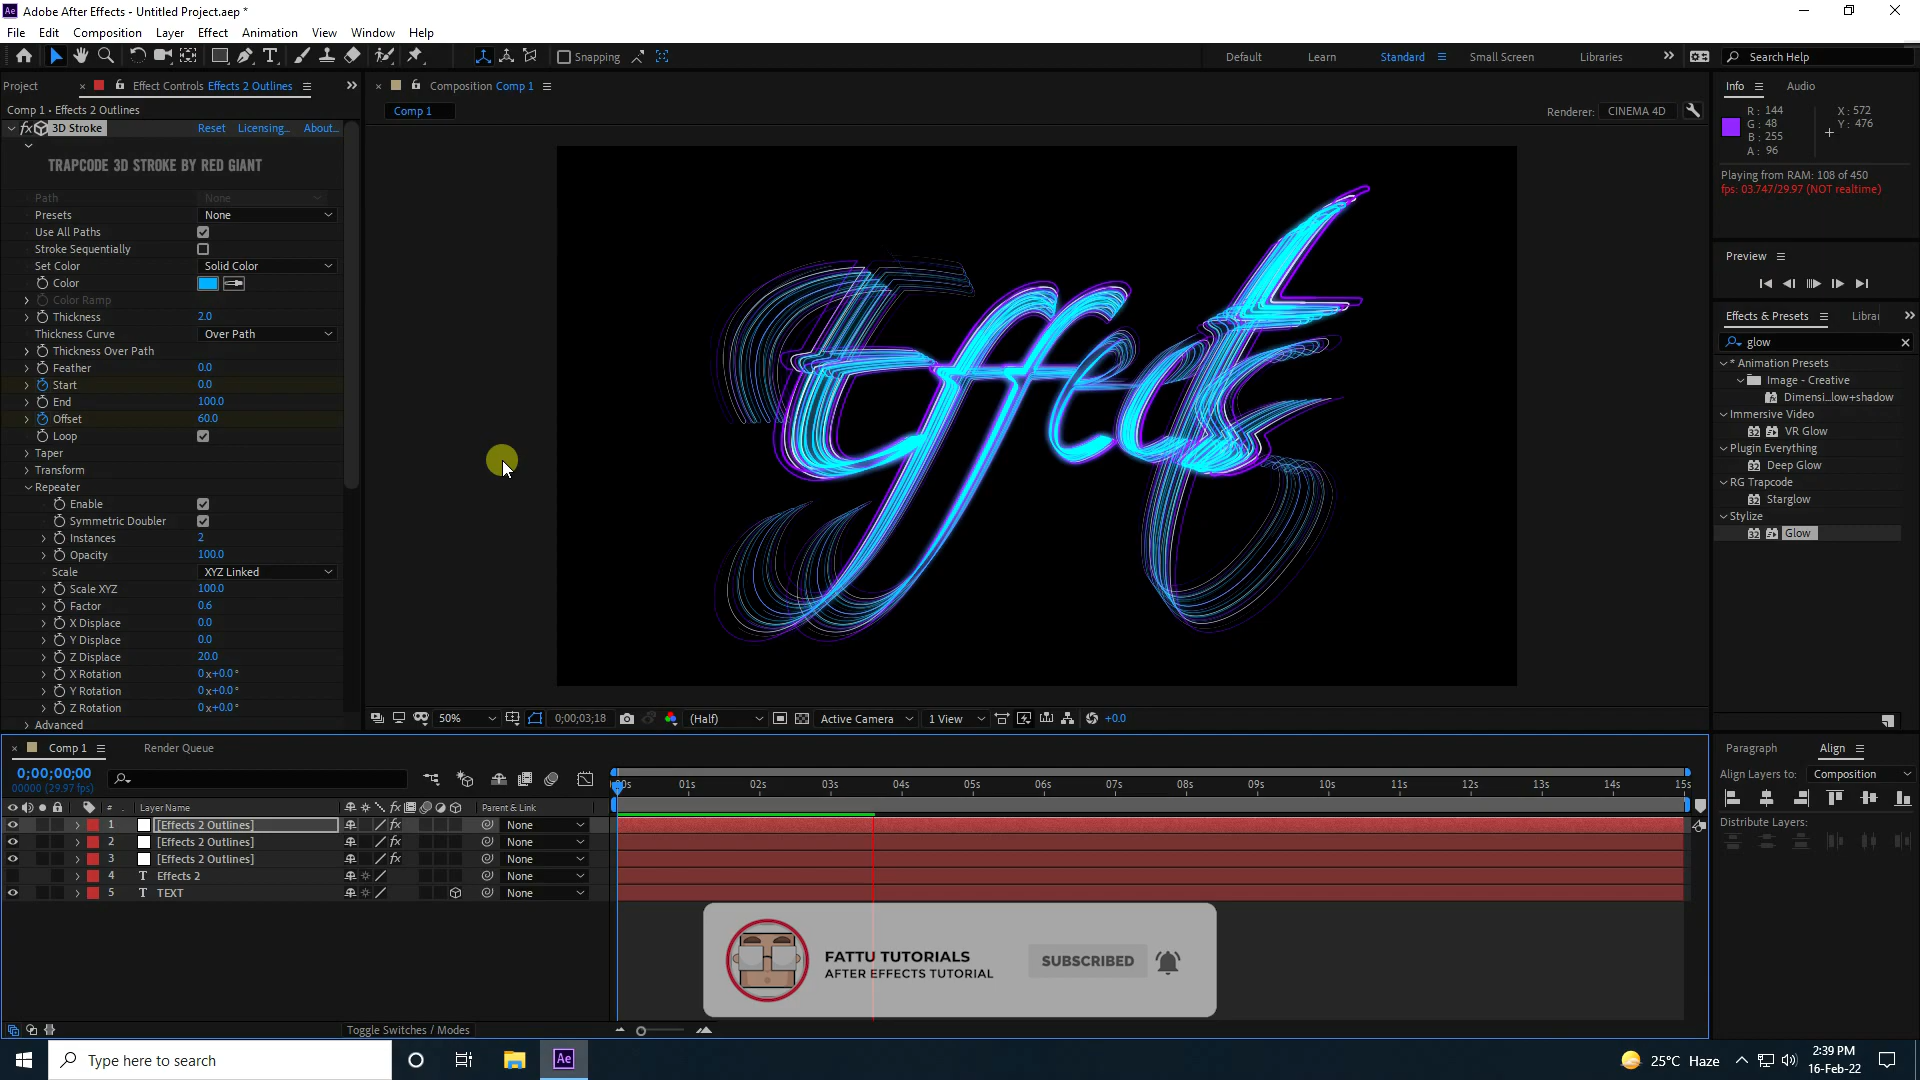 Adobe After Effects - Untitled Project.aep *
File Edit Composition Layer Effect Animation View Window Help
Snapping
Default Learn Standard Small Screen Libraries Search Help
Project Effect Controls Effects 2 Outlines
Comp 1 • Effects 2 Outlines
fx 3D Stroke Reset Licensing... About...
TRAPCODE 3D STROKE BY RED GIANT
Path None
Presets None
Use All Paths
Stroke Sequentially
Set Color Solid Color
Color
Color Ramp
Thickness 2.0
Thickness Curve Over Path
Thickness Over Path
Feather 0.0
Start 0.0
End 100.0
Offset 60.0
Loop
Taper
Transform
Repeater
Enable
Symmetric Doubler
Instances 2
Opacity 100.0
Scale XYZ Linked
Scale XYZ 100.0
Factor 0.6
X Displace 0.0
Y Displace 0.0
Z Displace 20.0
X Rotation 0x+0.0°
Y Rotation 0x+0.0°
Z Rotation 0x+0.0°
Advanced
Composition Comp 1
Comp 1
Renderer: CINEMA 4D
Effect
50% 0;00;03;18 (Half) Active Camera 1 View +0.0
Info Audio
R: 144 X: 572
G: 48 Y: 476
B: 255
A: 96
Playing from RAM: 108 of 450
fps: 03.747/29.97 (NOT realtime)
Preview
Effects & Presets Librar
glow
* Animation Presets
Image - Creative
Dimensi...low+shadow
Immersive Video
32 VR Glow
Plugin Everything
32 Deep Glow
RG Trapcode
32 Starglow
Stylize
32 Glow
Comp 1 Render Queue
0;00;00;00
00000 (29.97 fps)
00s 01s 02s 03s 04s 05s 06s 07s 08s 09s 10s 11s 12s 13s 14s 15s
# Layer Name fx Parent & Link
1 [Effects 2 Outlines] fx None
2 [Effects 2 Outlines] fx None
3 [Effects 2 Outlines] fx None
4 T Effects 2 None
5 T TEXT None
FATTU TUTORIALS
AFTER EFFECTS TUTORIAL
SUBSCRIBED
Toggle Switches / Modes
Paragraph Align
Align Layers to: Composition
Distribute Layers:
Type here to search
Ae
25°C Haze
2:39 PM
16-Feb-22